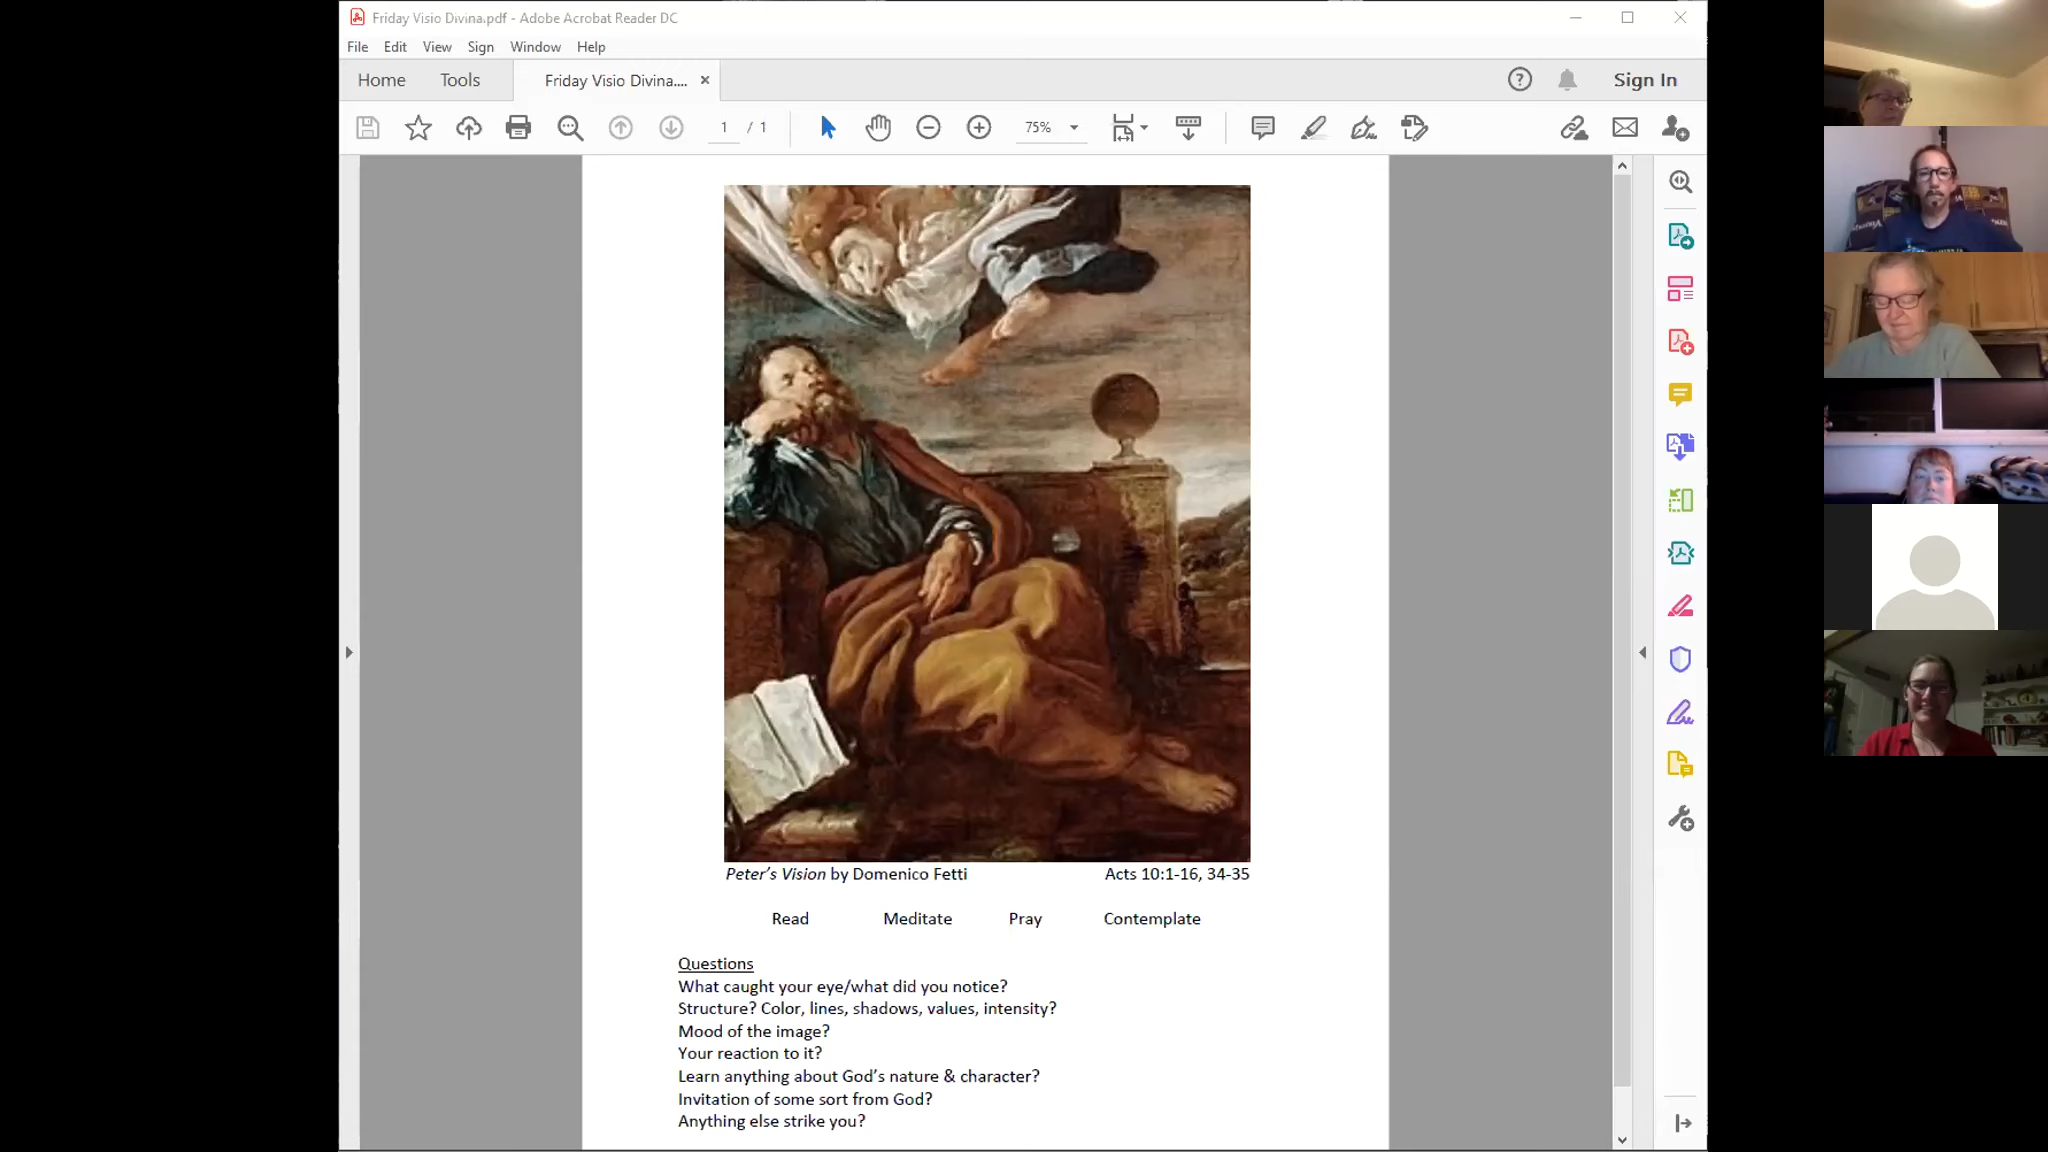 Friday Visio Divina.pdf - Adobe Acrobat Reader DC
File Edit View Sign Window Help
Home Tools Friday Visio Divina.... × Sign In
1 / 1 75%
Peter's Vision by Domenico Fetti Acts 10:1-16, 34-35
Read Meditate Pray Contemplate
Questions
What caught your eye/what did you notice?
Structure? Color, lines, shadows, values, intensity?
Mood of the image?
Your reaction to it?
Learn anything about God's nature & character?
Invitation of some sort from God?
Anything else strike you?